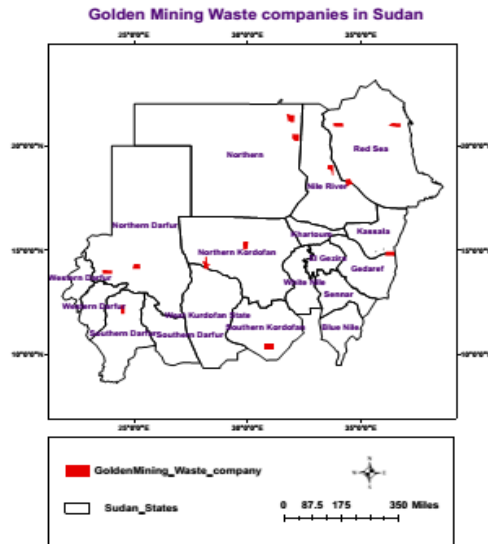 Golden Mining Waste companies in Sudan
25°0'0"E 30°0'0"E 35°0'0"E
20°0'0"N 20°0'0"N
Red Sea
Northern
Nile River
Northern Darfur
Khartoum Kassala
Northern Kordofan
15°0'0"N 15°0'0"N
El Gezira
Gedaref
Western Darfur
White Nile
Sennar
Western Darfur
West Kurdofan State
Southern Darfur Southern Darfur Southern Kordofan Blue Nile
10°0'0"N 10°0'0"N
25°0'0"E 30°0'0"E 35°0'0"E
GoldenMining_Waste_company
N
W E
S
Sudan_States
0 87.5 175 350 Miles